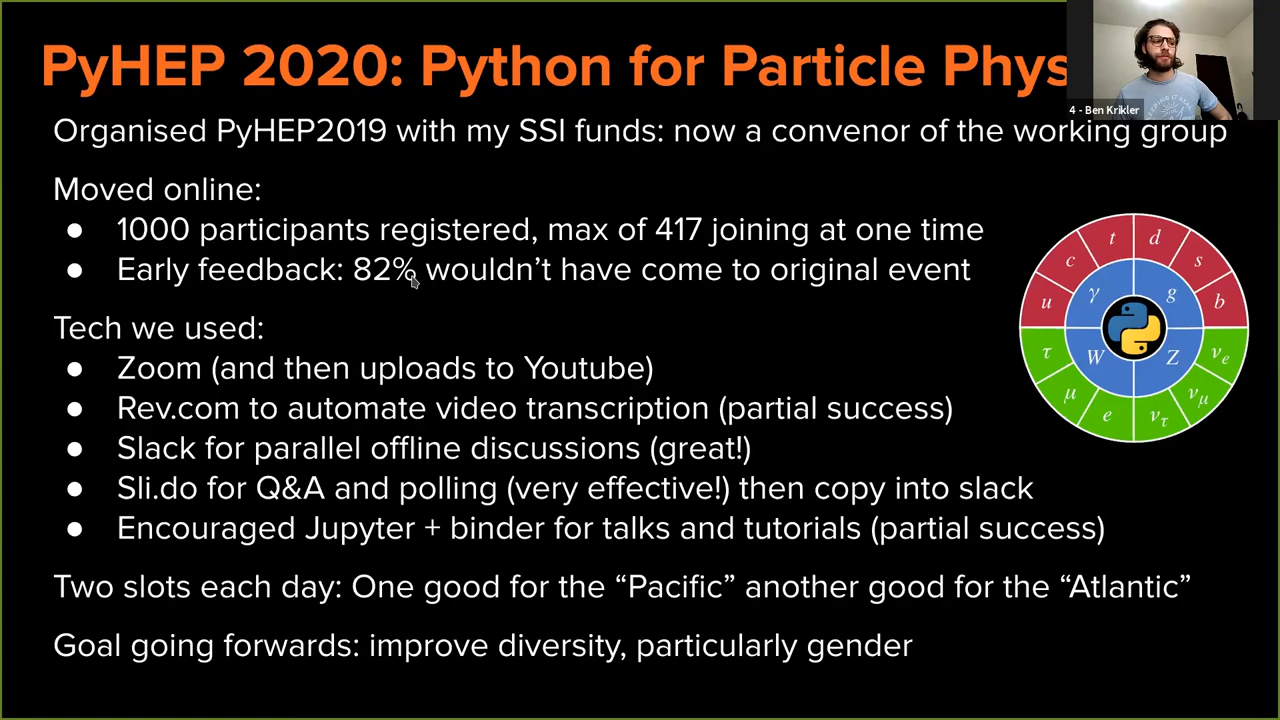 PyHEP 2020: Python for Particle Phys
4 - Ben Krikler
Organised PyHEP2019 with my SSI funds: now a convenor of the working group
Moved online:
● 1000 participants registered, max of 417 joining at one time
● Early feedback: 82% wouldn’t have come to original event
Tech we used:
● Zoom (and then uploads to Youtube)
● Rev.com to automate video transcription (partial success)
● Slack for parallel offline discussions (great!)
● Sli.do for Q&A and polling (very effective!) then copy into slack
● Encouraged Jupyter + binder for talks and tutorials (partial success)
Two slots each day: One good for the “Pacific” another good for the “Atlantic”
Goal going forwards: improve diversity, particularly gender
t d
c s
u γ g b
τ W Z νe
μ νμ
e ντ